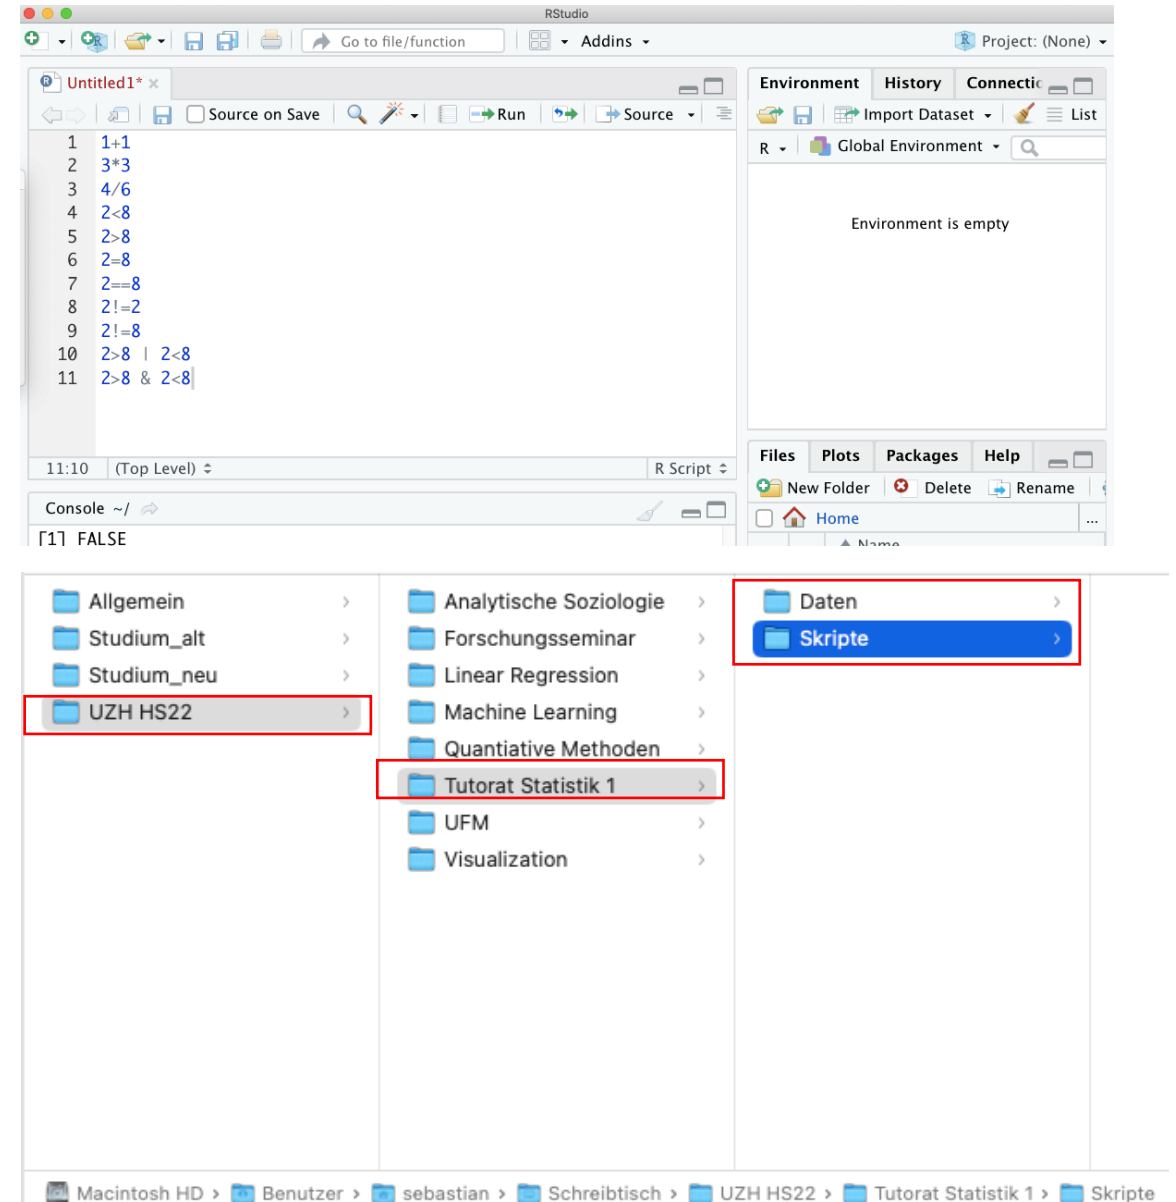 RStudio
Go to file/function Addins Project: (None)
Untitled1*
Source on Save Run Source
1 1+1
2 3*3
3 4/6
4 2<8
5 2>8
6 2=8
7 2==8
8 2!=2
9 2!=8
10 2>8 | 2<8
11 2>8 & 2<8
11:10 (Top Level) R Script
Console ~/
[1] FALSE
Environment History Connectic
Import Dataset List
R Global Environment
Environment is empty
Files Plots Packages Help
New Folder Delete Rename
Home ...
Name
Allgemein
Studium_alt
Studium_neu
UZH HS22
Analytische Soziologie
Forschungsseminar
Linear Regression
Machine Learning
Quantiative Methoden
Tutorat Statistik 1
UFM
Visualization
Daten
Skripte
Macintosh HD › Benutzer › sebastian › Schreibtisch › UZH HS22 › Tutorat Statistik 1 › Skripte